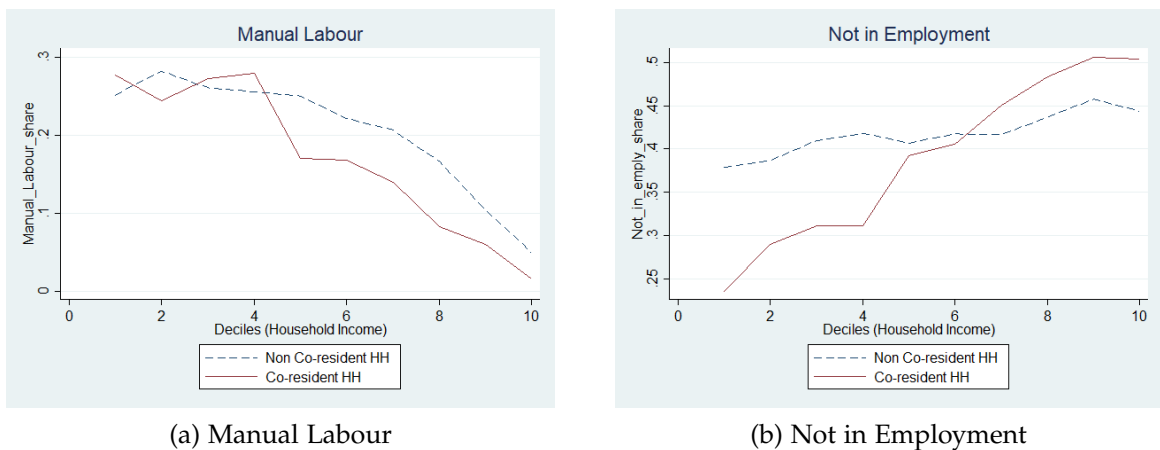 Manual Labour
Manual_Labour_share
.3
.2
.1
0
0 2 4 6 8 10
Deciles (Household Income)
Non Co-resident HH
Co-resident HH
(a) Manual Labour
Not in Employment
Not_in_emply_share
.5
.45
.4
.35
.3
.25
0 2 4 6 8 10
Deciles (Household Income)
Non Co-resident HH
Co-resident HH
(b) Not in Employment